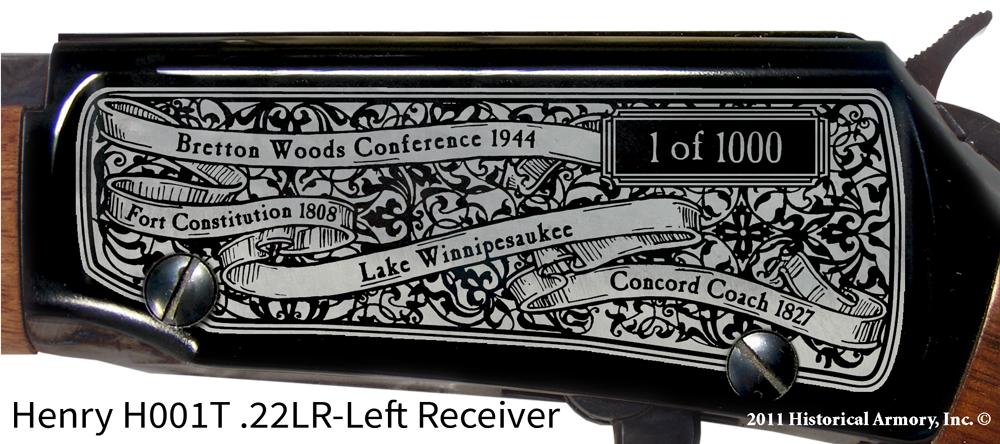 Bretton Woods Conference 1944
1 of 1000
Fort Constitution 1808
Lake Winnipesaukee
Concord Coach 1827
Henry H001T .22LR-Left Receiver
2011 Historical Armory, Inc. ©